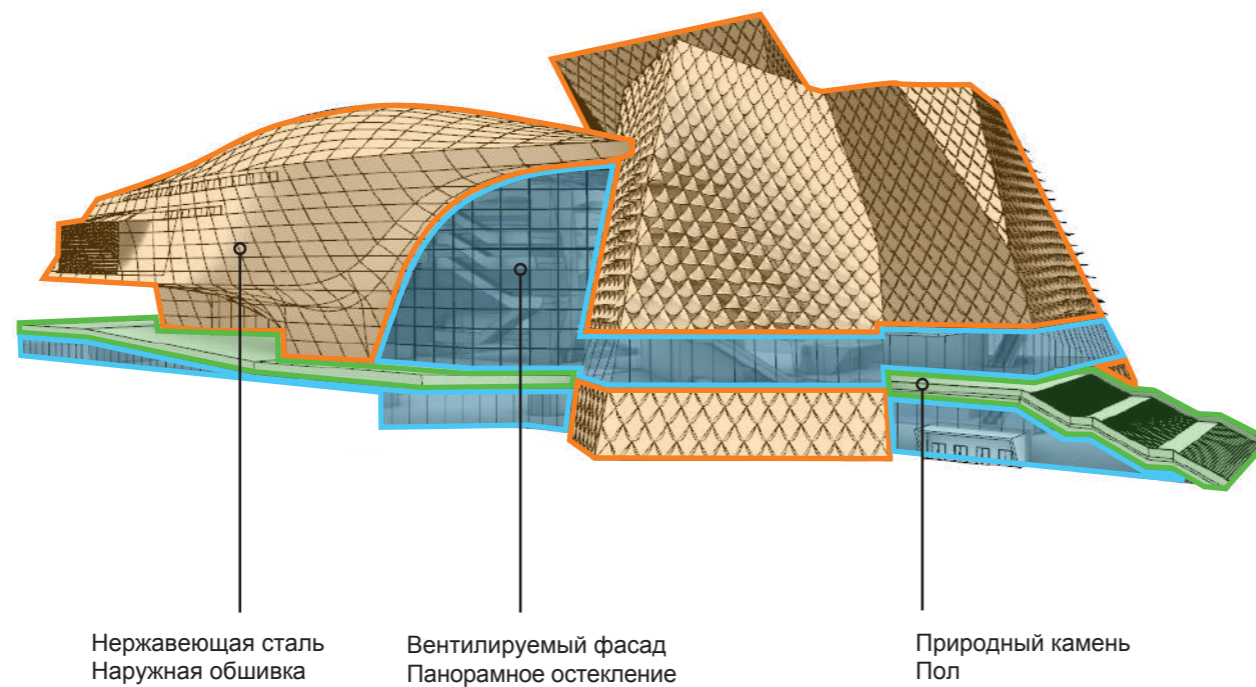 Нержавеющая сталь
Наружная обшивка
Вентилируемый фасад
Панорамное остекление
Природный камень
Пол